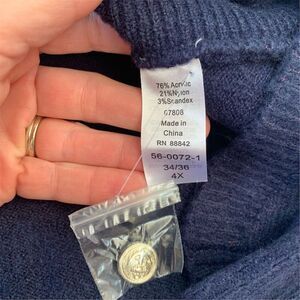 76% Acrylic
21% Nylon
3% Spandex
07808
Made in
China
RN 88842
56-0072-1
34/36
4X